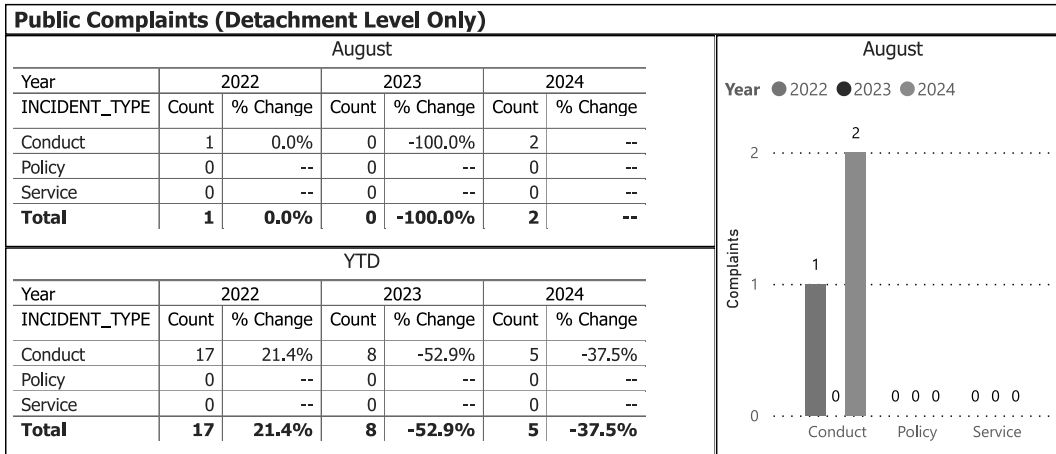 Public Complaints (Detachment Level Only)
August
Year 2022 2023 2024
INCIDENT_TYPE Count % Change Count % Change Count % Change
Conduct 1 0.0% 0 -100.0% 2 --
Policy 0 -- 0 -- 0 --
Service 0 -- 0 -- 0 --
Total 1 0.0% 0 -100.0% 2 --
YTD
Year 2022 2023 2024
INCIDENT_TYPE Count % Change Count % Change Count % Change
Conduct 17 21.4% 8 -52.9% 5 -37.5%
Policy 0 -- 0 -- 0 --
Service 0 -- 0 -- 0 --
Total 17 21.4% 8 -52.9% 5 -37.5%
August
Year 2022 2023 2024
Complaints
2
2
1
1
0
0 0 0 0 0 0 0
Conduct Policy Service